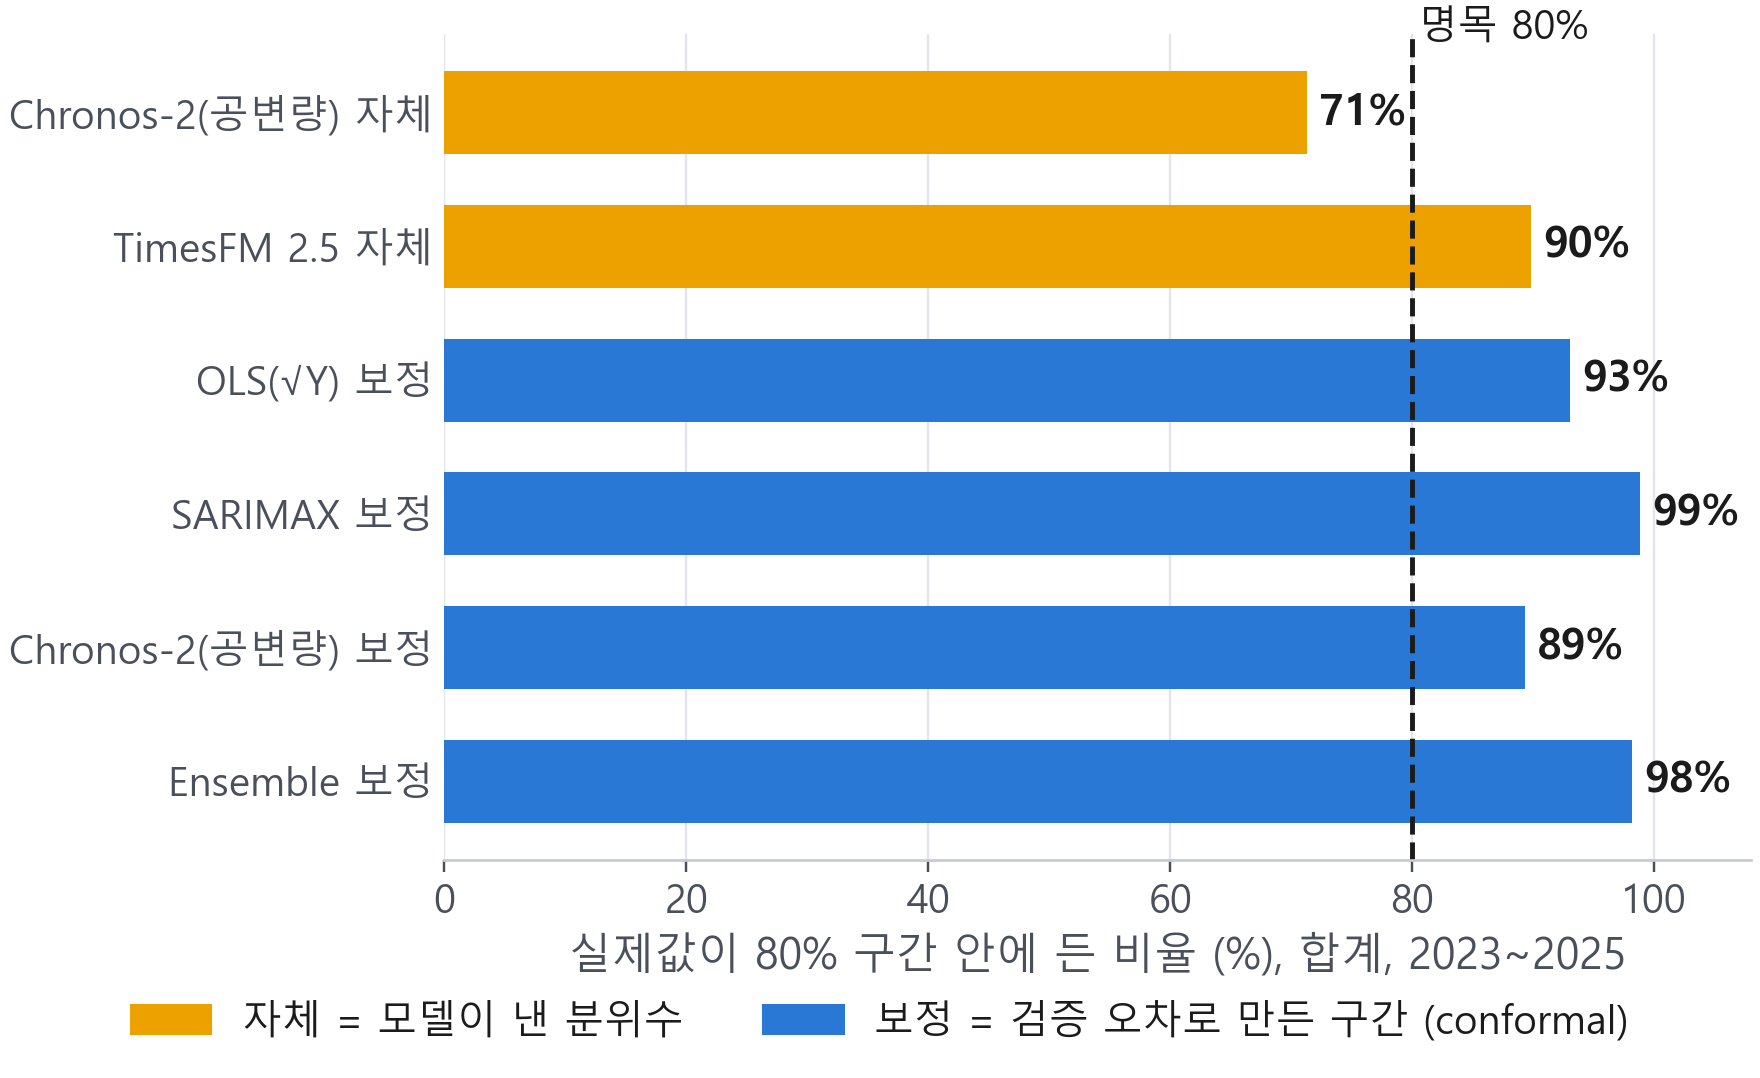 명목 80%
Chronos-2(공변량) 자체
71%
TimesFM 2.5 자체
90%
OLS(√Y) 보정
93%
SARIMAX 보정
99%
Chronos-2(공변량) 보정
89%
Ensemble 보정
98%
0 20 40 60 80 100
실제값이 80% 구간 안에 든 비율 (%), 합계, 2023~2025
자체 = 모델이 낸 분위수
보정 = 검증 오차로 만든 구간 (conformal)